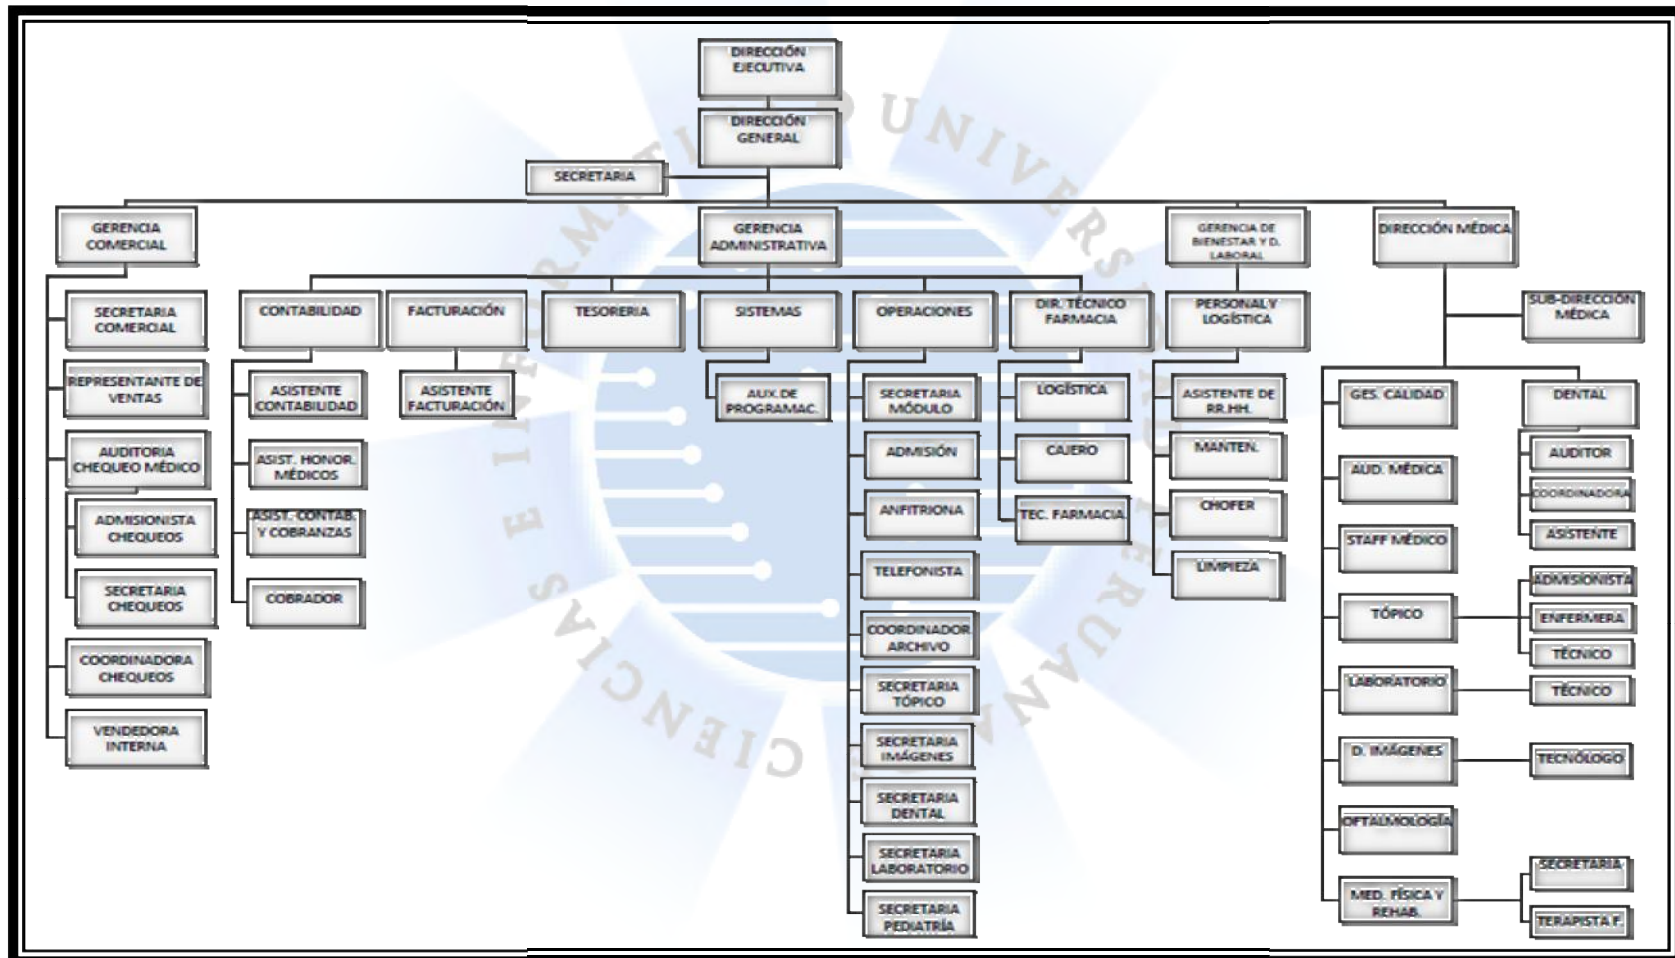 DIRECCIÓN
EJECUTIVA
DIRECCIÓN
GENERAL
SECRETARIA
GERENCIA
COMERCIAL
GERENCIA
ADMINISTRATIVA
GERENCIA DE
BIENESTAR Y D.
LABORAL
DIRECCIÓN MÉDICA
SECRETARIA
COMERCIAL
REPRESENTANTE DE
VENTAS
AUDITORIA
CHEQUEO MÉDICO
ADMISIONISTA
CHEQUEOS
SECRETARIA
CHEQUEOS
COORDINADORA
CHEQUEOS
VENDEDORA
INTERNA
CONTABILIDAD
ASISTENTE
CONTABILIDAD
ASIST. HONOR.
MÉDICOS
ASIST. CONTAB.
Y COBRANZAS
COBRADOR
FACTURACIÓN
ASISTENTE
FACTURACIÓN
TESORERIA
SISTEMAS
AUX.DE
PROGRAMAC.
OPERACIONES
SECRETARIA
MÓDULO
ADMISIÓN
ANFITRIONA
TELEFONISTA
COORDINADOR
ARCHIVO
SECRETARIA
TÓPICO
SECRETARIA
IMÁGENES
SECRETARIA
DENTAL
SECRETARIA
LABORATORIO
SECRETARIA
PEDIATRÍA
DIR. TÉCNICO
FARMACIA
LOGÍSTICA
CAJERO
TEC. FARMACIA.
PERSONAL Y
LOGÍSTICA
ASISTENTE DE
RR.HH.
MANTEN.
CHOFER
LIMPIEZA
SUB-DIRECCIÓN
MÉDICA
GES. CALIDAD
AUD. MÉDICA
STAFF MÉDICO
TÓPICO
LABORATORIO
D. IMÁGENES
OFTALMOLOGÍA
MED. FÍSICA Y
REHAB.
DENTAL
AUDITOR
COORDINADORA
ASISTENTE
ADMISIONISTA
ENFERMERA
TÉCNICO
TÉCNICO
TECNÓLOGO
SECRETARIA
TERAPISTA F.